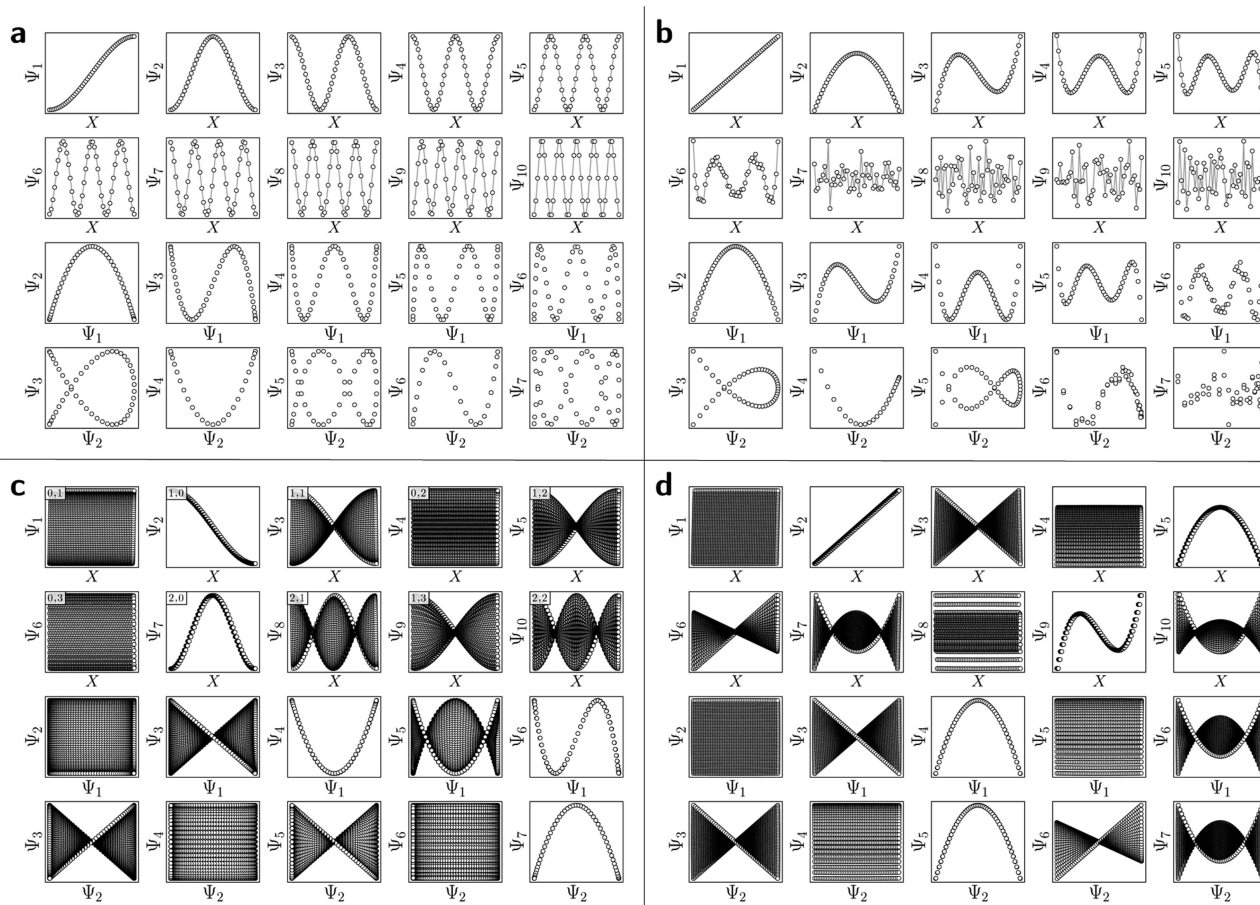 a
Ψ₁ Ψ₂ Ψ₃ Ψ₄ Ψ₅
X X X X X
Ψ₆ Ψ₇ Ψ₈ Ψ₉ Ψ₁₀
X X X X X
Ψ₂ Ψ₃ Ψ₄ Ψ₅ Ψ₆
Ψ₁ Ψ₁ Ψ₁ Ψ₁ Ψ₁
Ψ₃ Ψ₄ Ψ₅ Ψ₆ Ψ₇
Ψ₂ Ψ₂ Ψ₂ Ψ₂ Ψ₂
b
Ψ₁ Ψ₂ Ψ₃ Ψ₄ Ψ₅
X X X X X
Ψ₆ Ψ₇ Ψ₈ Ψ₉ Ψ₁₀
X X X X X
Ψ₂ Ψ₃ Ψ₄ Ψ₅ Ψ₆
Ψ₁ Ψ₁ Ψ₁ Ψ₁ Ψ₁
Ψ₃ Ψ₄ Ψ₅ Ψ₆ Ψ₇
Ψ₂ Ψ₂ Ψ₂ Ψ₂ Ψ₂
c
0,1 1,0 1,1 0,2 1,2
Ψ₁ Ψ₂ Ψ₃ Ψ₄ Ψ₅
X X X X X
0,3 2,0 2,1 1,3 2,2
Ψ₆ Ψ₇ Ψ₈ Ψ₉ Ψ₁₀
X X X X X
Ψ₂ Ψ₃ Ψ₄ Ψ₅ Ψ₆
Ψ₁ Ψ₁ Ψ₁ Ψ₁ Ψ₁
Ψ₃ Ψ₄ Ψ₅ Ψ₆ Ψ₇
Ψ₂ Ψ₂ Ψ₂ Ψ₂ Ψ₂
d
Ψ₁ Ψ₂ Ψ₃ Ψ₄ Ψ₅
X X X X X
Ψ₆ Ψ₇ Ψ₈ Ψ₉ Ψ₁₀
X X X X X
Ψ₂ Ψ₃ Ψ₄ Ψ₅ Ψ₆
Ψ₁ Ψ₁ Ψ₁ Ψ₁ Ψ₁
Ψ₃ Ψ₄ Ψ₅ Ψ₆ Ψ₇
Ψ₂ Ψ₂ Ψ₂ Ψ₂ Ψ₂